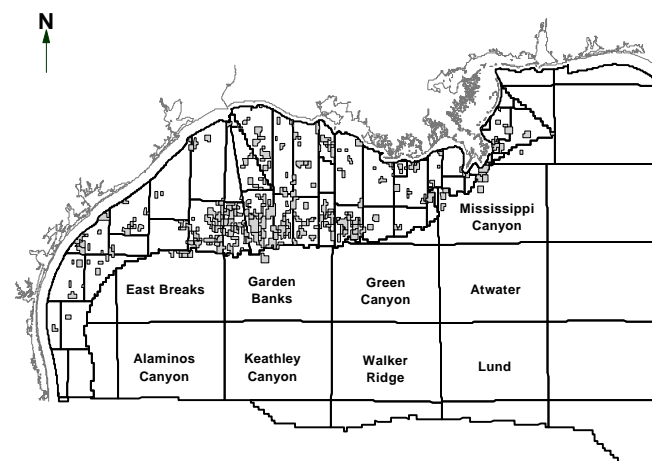 N
Mississippi
Canyon
East Breaks
Garden
Banks
Green
Canyon
Atwater
Alaminos
Canyon
Keathley
Canyon
Walker
Ridge
Lund